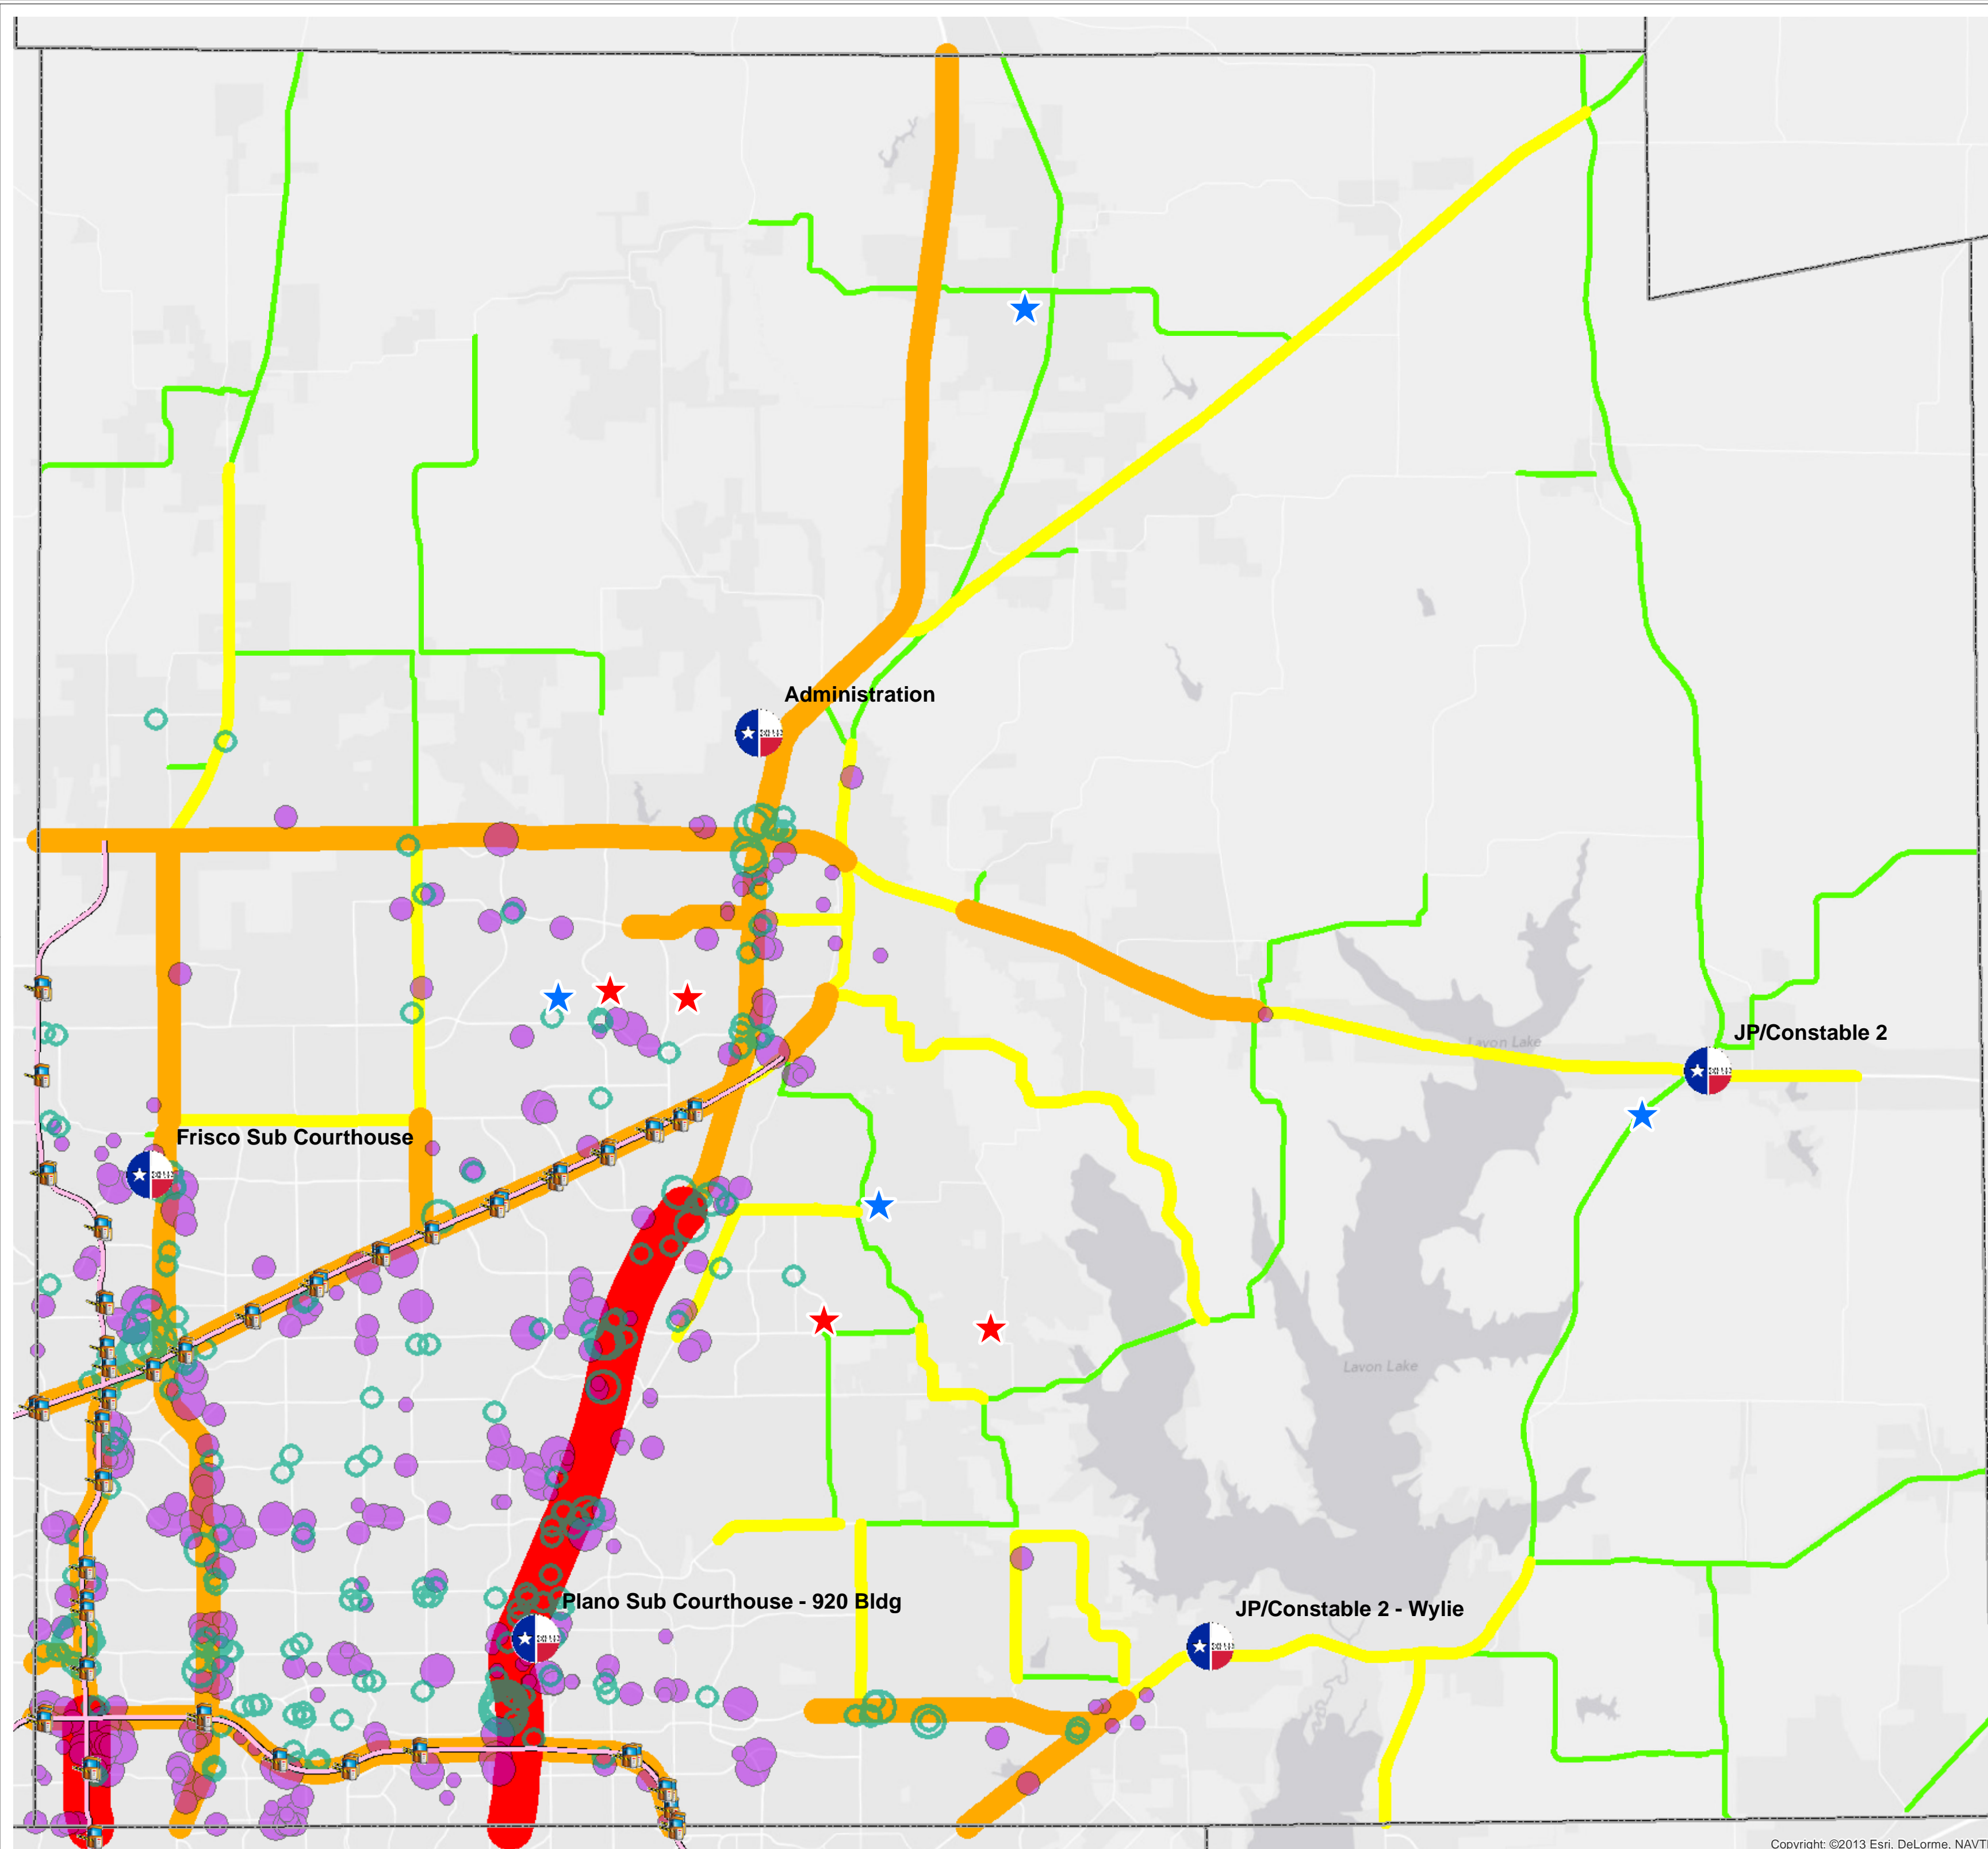 Administration
JP/Constable 2
Lavon Lake
Frisco Sub Courthouse
Lavon Lake
Plano Sub Courthouse - 920 Bldg
JP/Constable 2 - Wylie
Copyright: ©2013 Esri, DeLorme, NAVT